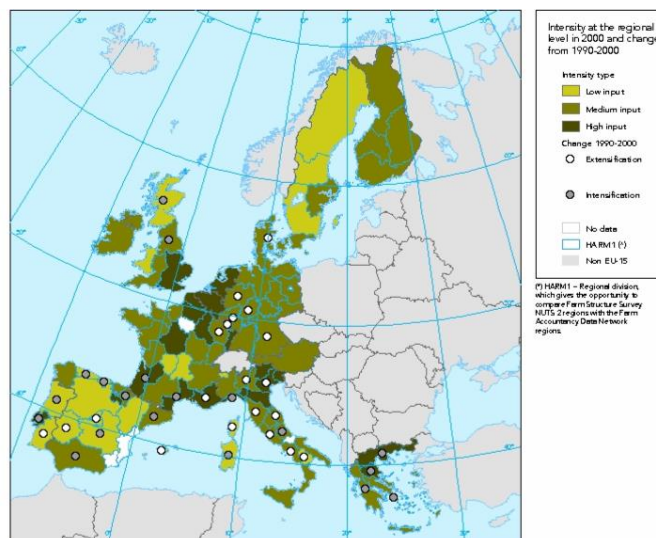 Intensity at the regional
level in 2000 and change
from 1990-2000
Intensity type
Low input
Medium input
High input
Change 1990-2000
Extensification
Intensification
No data
HARM1 (*)
Non EU-15
(*) HARM1 – Regional division,
which gives the opportunity to
compare Farm Structure Survey
NUTS 2 regions with the Farm
Accountancy Data Network
regions.